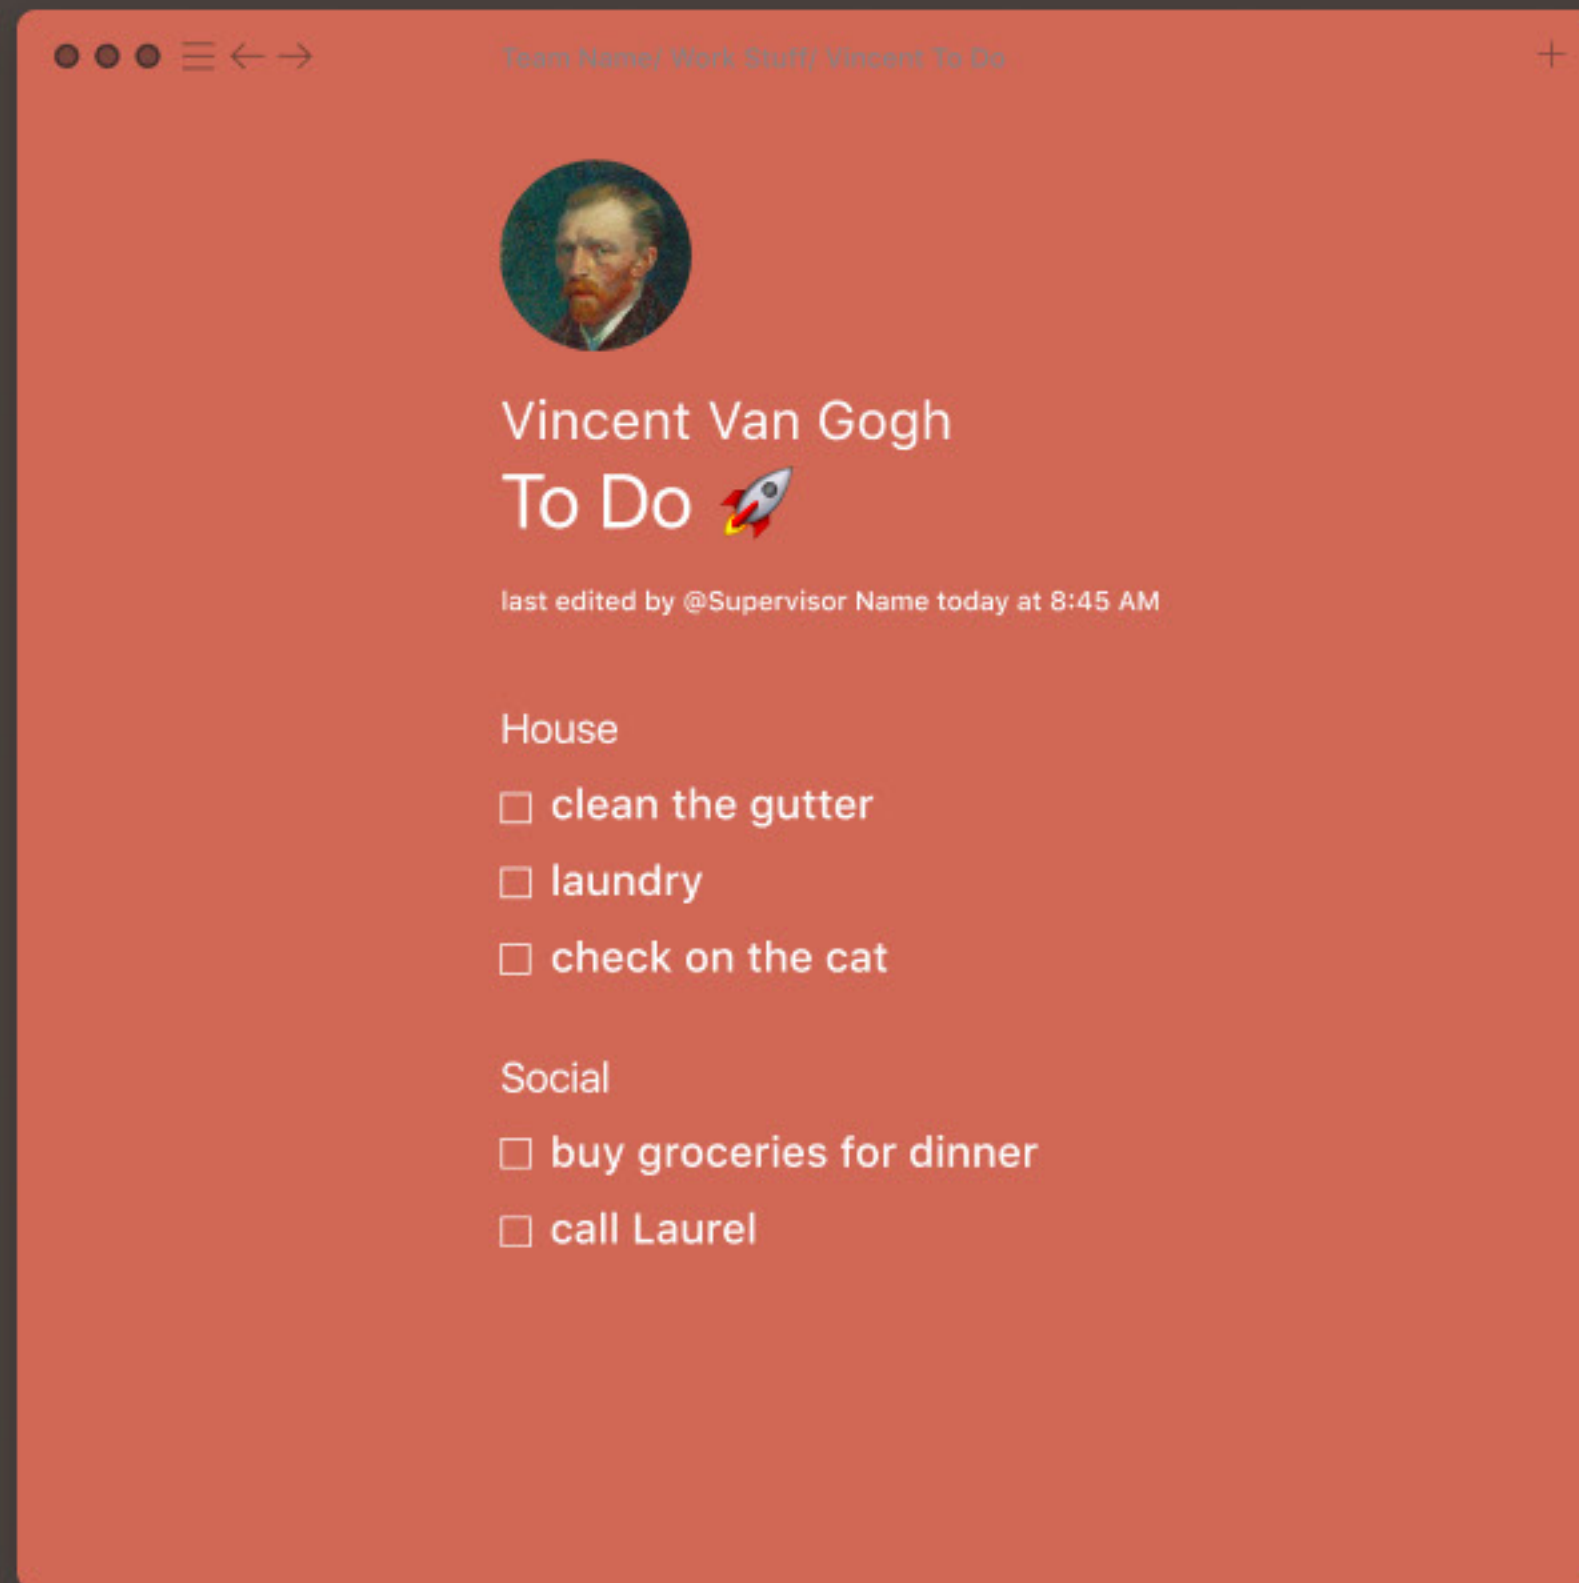 Team Name/ Work Stuff/ Vincent To Do
Vincent Van Gogh
To Do 🚀
last edited by @Supervisor Name today at 8:45 AM
House
clean the gutter
laundry
check on the cat
Social
buy groceries for dinner
call Laurel